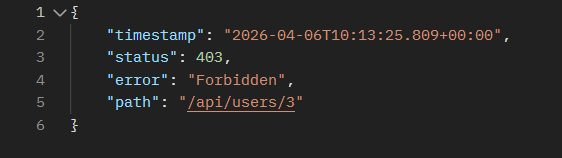 1 {
2 "timestamp": "2026-04-06T10:13:25.809+00:00",
3 "status": 403,
4 "error": "Forbidden",
5 "path": "/api/users/3"
6 }